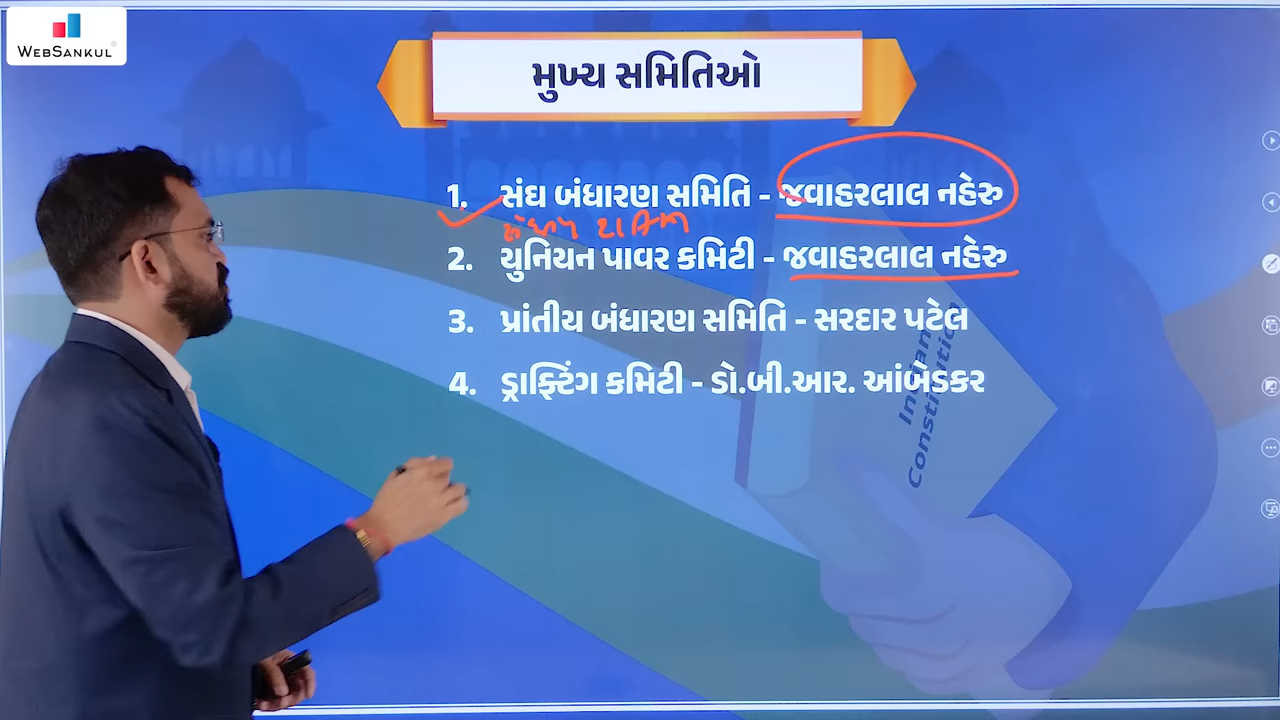 WEBSANKUL
મુખ્ય સમિતિઓ
1. સંઘ બંધારણ સમિતિ - જવાહરલાલ નહેરુ
2. યુનિયન પાવર કમિટી - જવાહરલાલ નહેરુ
3. પ્રાંતીય બંધારણ સમિતિ - સરદાર પટેલ
4. ડ્રાફ્ટિંગ કમિટી - ડૉ.બી.આર. આંબેડકર